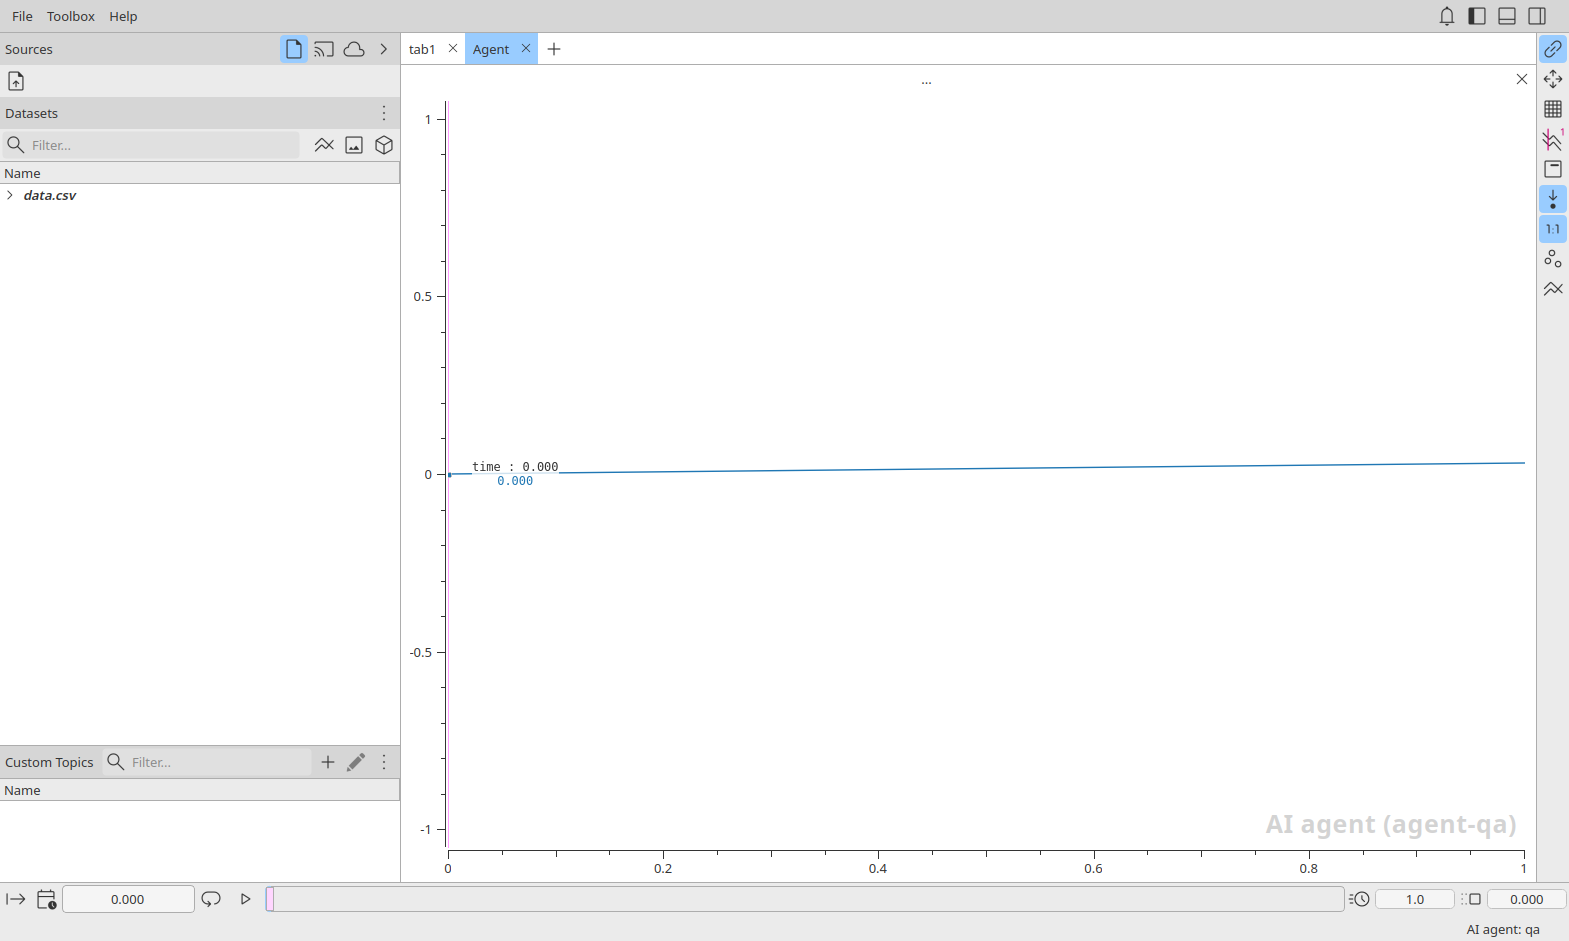 File Toolbox Help
Sources
Datasets
Filter...
Name
data.csv
Custom Topics Filter...
Name
tab1 Agent
...
1
0.5
0
-0.5
-1
time : 0.000
0.000
AI agent (agent-qa)
0 0.2 0.4 0.6 0.8 1
1
1:1
0.000 1.0 0.000
AI agent: qa